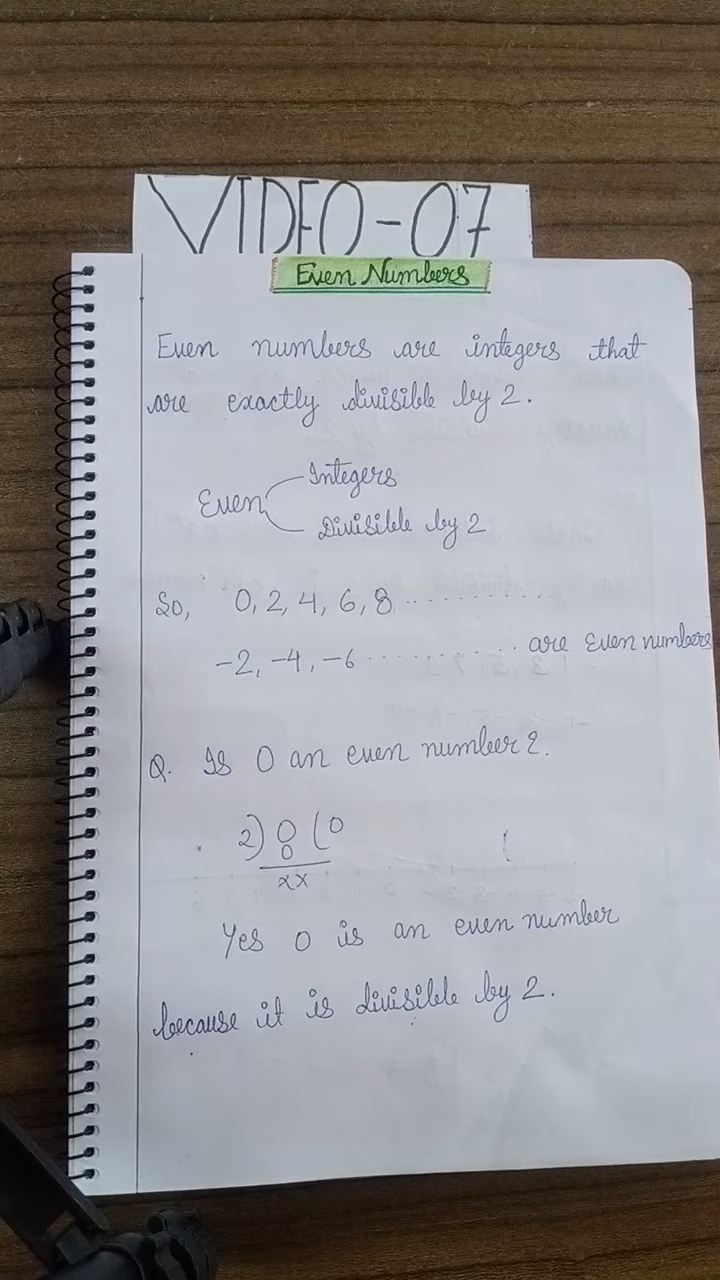 VIDEO-07
Even Numbers
Even numbers are integers that
are exactly divisible by 2.
Even
Integers
Divisible by 2
So, 0, 2, 4, 6, 8 ..........
-2, -4, -6 .......... are Even numbers
Q. Is 0 an even number?
2) 0 (0
0
xx
Yes 0 is an even number
because it is divisible by 2.